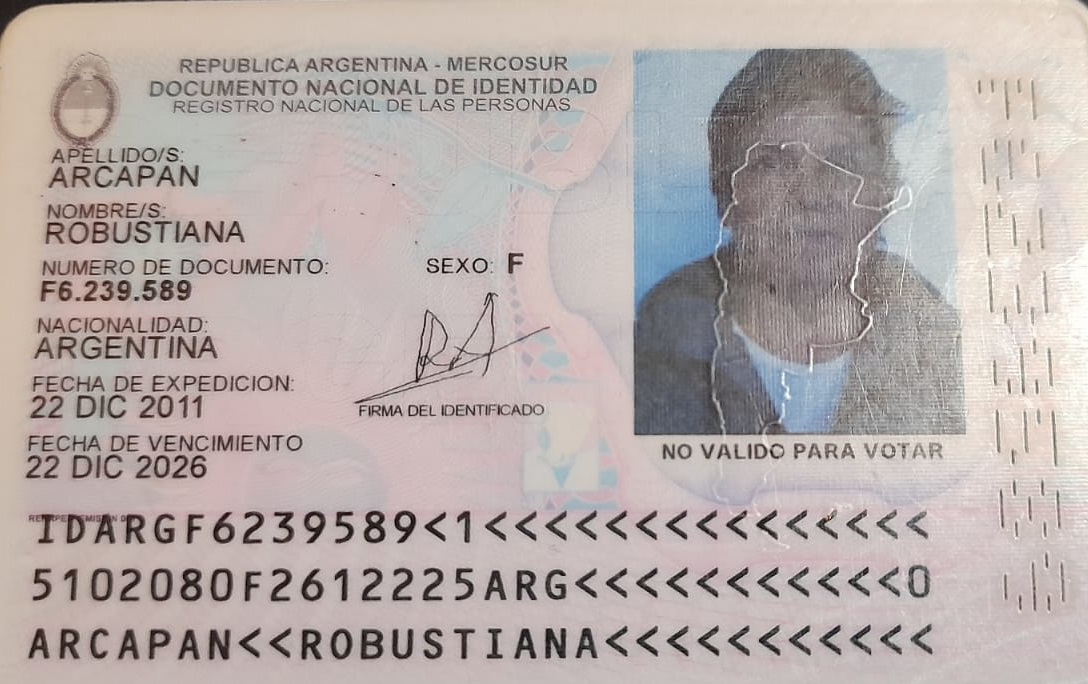 REPUBLICA ARGENTINA - MERCOSUR
DOCUMENTO NACIONAL DE IDENTIDAD
REGISTRO NACIONAL DE LAS PERSONAS
APELLIDO/S:
ARCAPAN
NOMBRE/S:
ROBUSTIANA
NUMERO DE DOCUMENTO:
F6.239.589
SEXO: F
NACIONALIDAD:
ARGENTINA
FECHA DE EXPEDICION:
22 DIC 2011
FIRMA DEL IDENTIFICADO
FECHA DE VENCIMIENTO
22 DIC 2026
NO VALIDO PARA VOTAR
IDARGF6239589<1<<<<<<<<<<<<<<<
5102080F2612225ARG<<<<<<<<<<<0
ARCAPAN<<ROBUSTIANA<<<<<<<<<<<